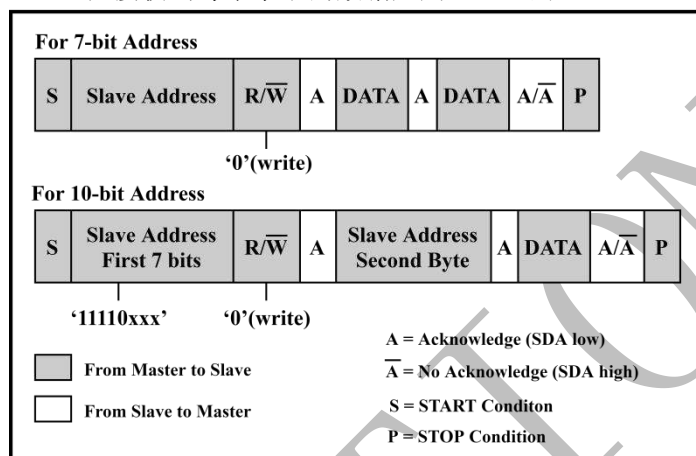 For 7-bit Address
S Slave Address R/W̅ A DATA A DATA A/A̅ P
‘0’(write)
For 10-bit Address
S Slave Address First 7 bits R/W̅ A Slave Address Second Byte A DATA A/A̅ P
‘11110xxx’ ‘0’(write)
From Master to Slave
From Slave to Master
A = Acknowledge (SDA low)
A̅ = No Acknowledge (SDA high)
S = START Conditon
P = STOP Condition